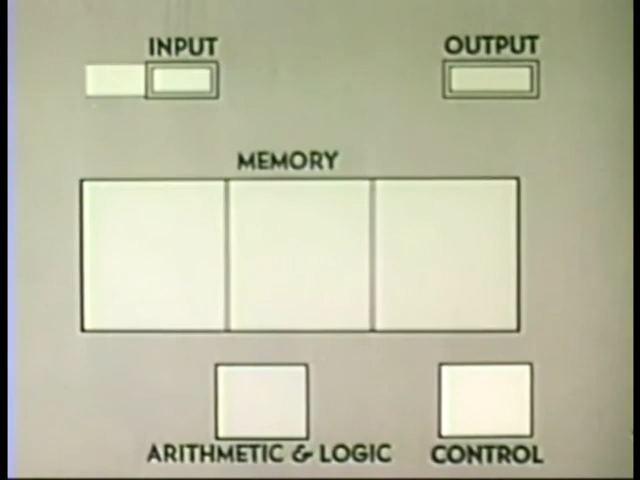 INPUT
OUTPUT
MEMORY
ARITHMETIC & LOGIC
CONTROL